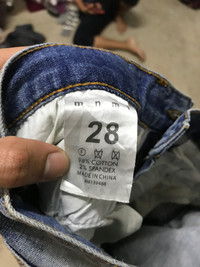 m n m
28
98% COTTON
2% SPANDEX
MADE IN CHINA